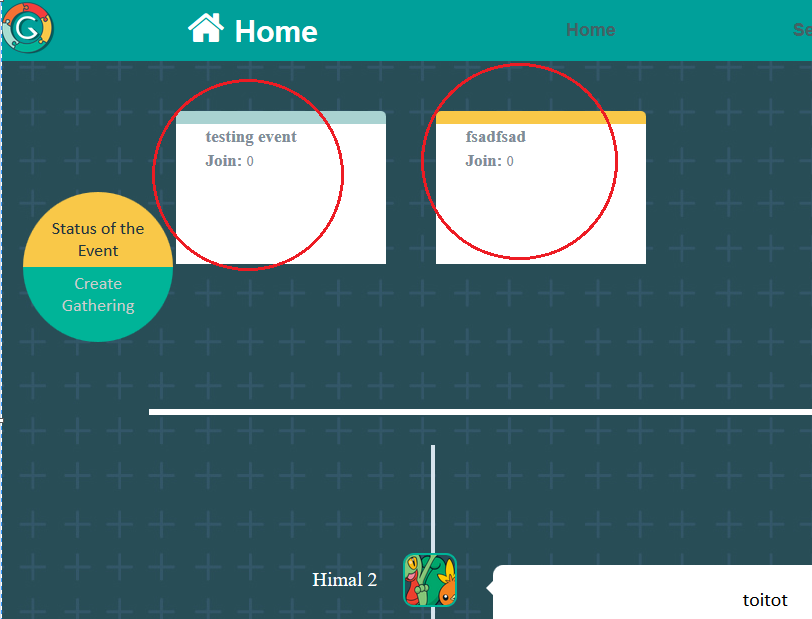 G
Home
Home
Se
testing event
Join: 0
fsadfsad
Join: 0
Status of the
Event
Create
Gathering
Himal 2
toitot